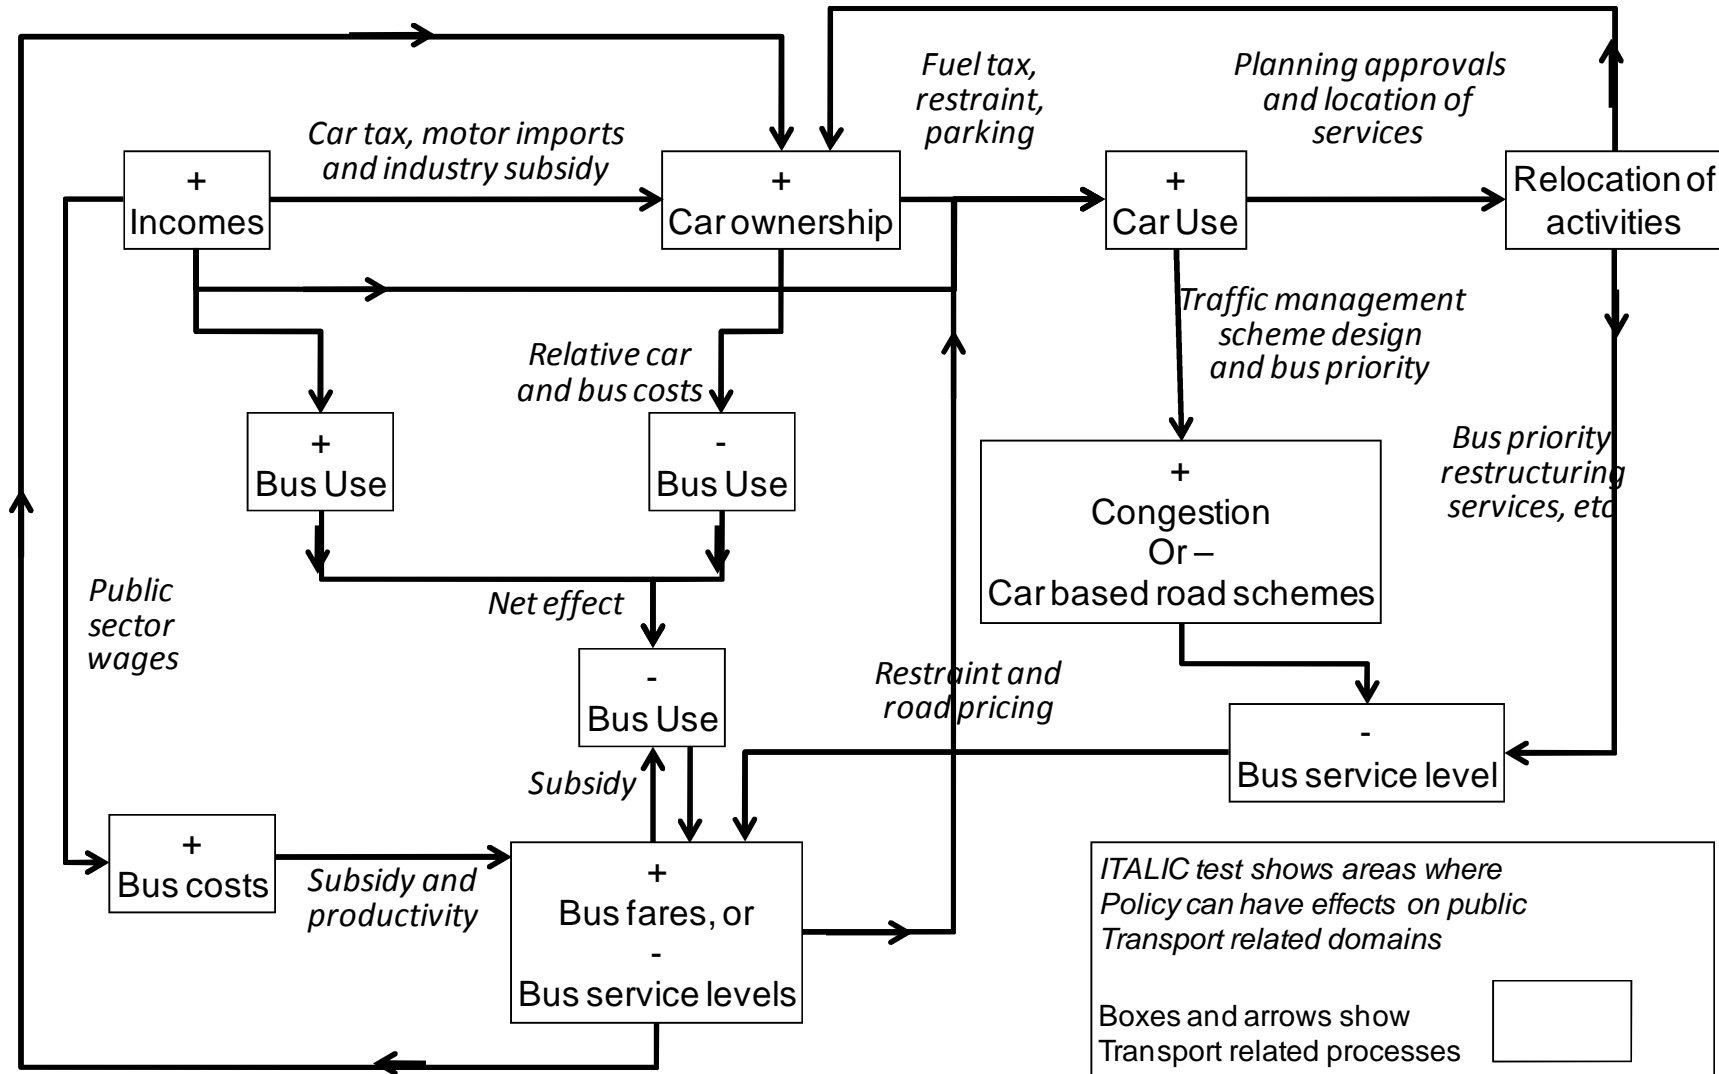 Fuel tax,
restraint,
parking
Planning approvals
and location of
services
Car tax, motor imports
and industry subsidy
+
Incomes
+
Car ownership
+
Car Use
Relocation of
activities
Traffic management
scheme design
and bus priority
Relative car
and bus costs
+
Bus Use
-
Bus Use
+
Congestion
Or –
Car based road schemes
Bus priority
restructuring
services, etc
Public
sector
wages
Net effect
-
Bus Use
Restraint and
road pricing
-
Bus service level
Subsidy
+
Bus costs
Subsidy and
productivity
+
Bus fares, or
-
Bus service levels
ITALIC test shows areas where
Policy can have effects on public
Transport related domains
Boxes and arrows show
Transport related processes